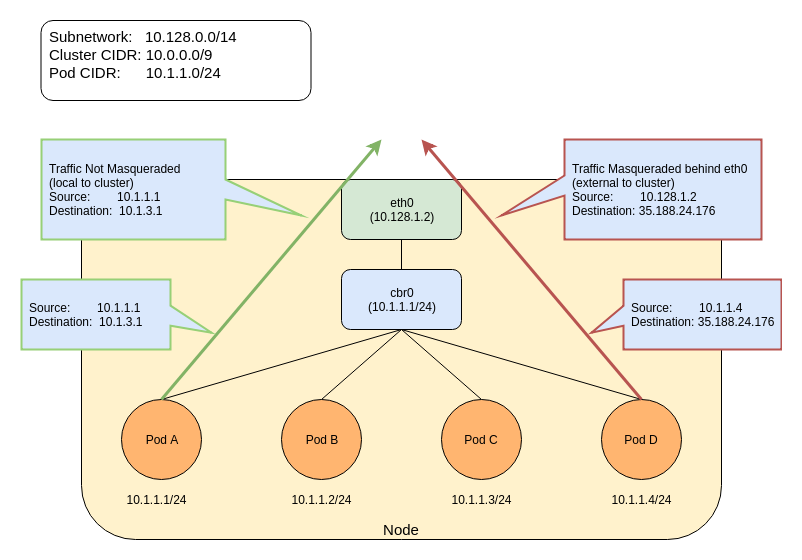 Subnetwork: 10.128.0.0/14
Cluster CIDR: 10.0.0.0/9
Pod CIDR: 10.1.1.0/24
Traffic Not Masqueraded
(local to cluster)
Source: 10.1.1.1
Destination: 10.1.3.1
Traffic Masqueraded behind eth0
(external to cluster)
Source: 10.128.1.2
Destination: 35.188.24.176
eth0
(10.128.1.2)
Source: 10.1.1.1
Destination: 10.1.3.1
cbr0
(10.1.1.1/24)
Source: 10.1.1.4
Destination: 35.188.24.176
Pod A
Pod B
Pod C
Pod D
10.1.1.1/24
10.1.1.2/24
10.1.1.3/24
10.1.1.4/24
Node